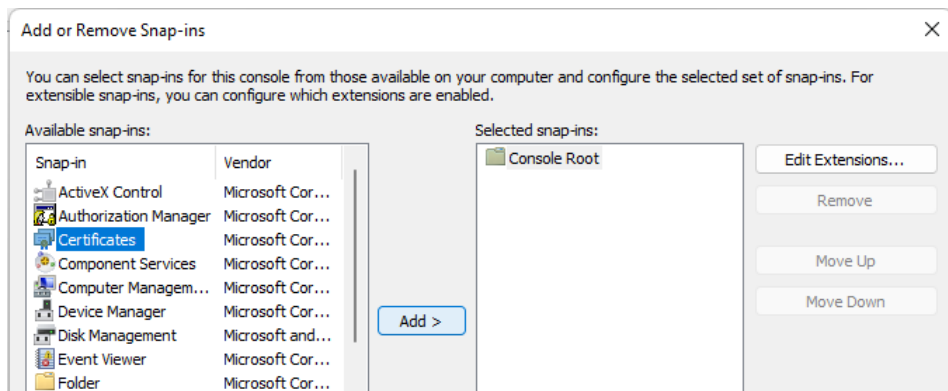 Add or Remove Snap-ins
You can select snap-ins for this console from those available on your computer and configure the selected set of snap-ins. For
extensible snap-ins, you can configure which extensions are enabled.
Available snap-ins:
Selected snap-ins:
Snap-in Vendor
ActiveX Control Microsoft Cor...
Authorization Manager Microsoft Cor...
Certificates Microsoft Cor...
Component Services Microsoft Cor...
Computer Managem... Microsoft Cor...
Device Manager Microsoft Cor...
Disk Management Microsoft and...
Event Viewer Microsoft Cor...
Folder Microsoft Cor...
Add >
Console Root
Edit Extensions...
Remove
Move Up
Move Down